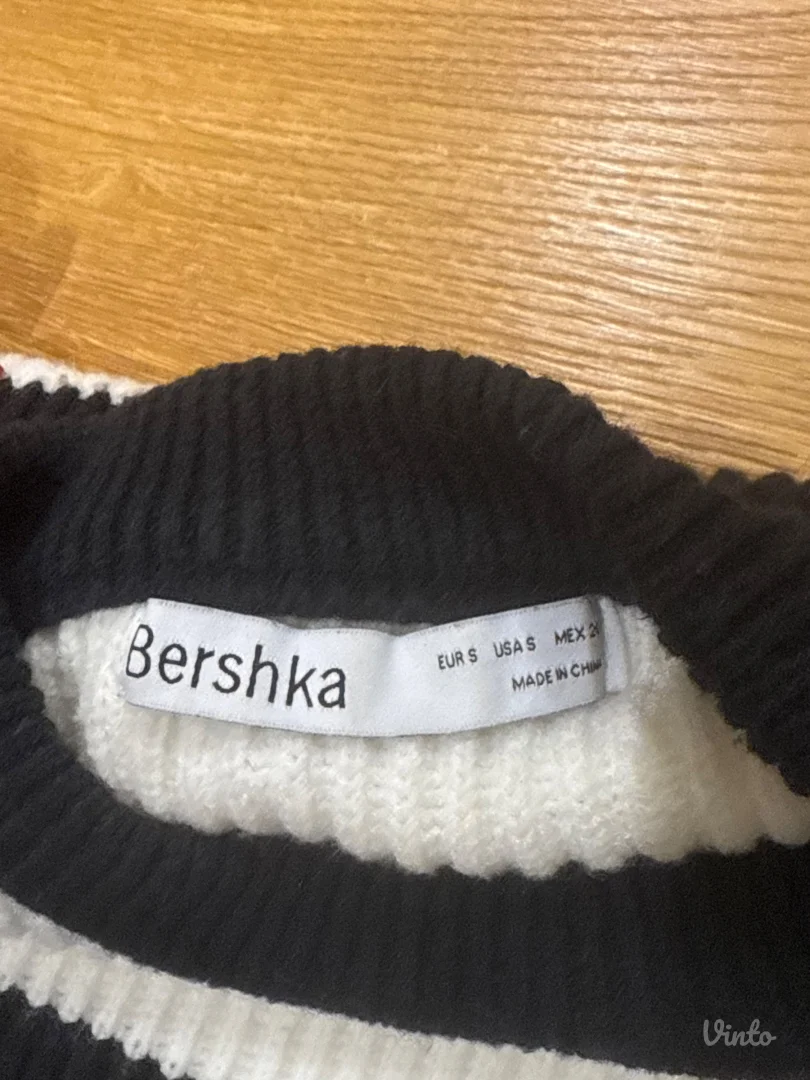 Bershka
EUR S USA S MEX
MADE IN CHINA
Vinto